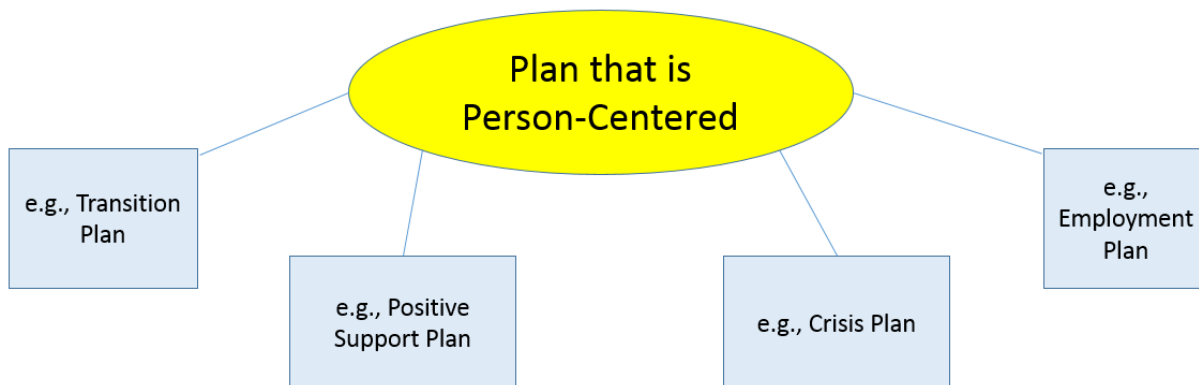 Plan that is
Person-Centered
e.g., Transition
Plan
e.g., Positive
Support Plan
e.g., Crisis Plan
e.g.,
Employment
Plan